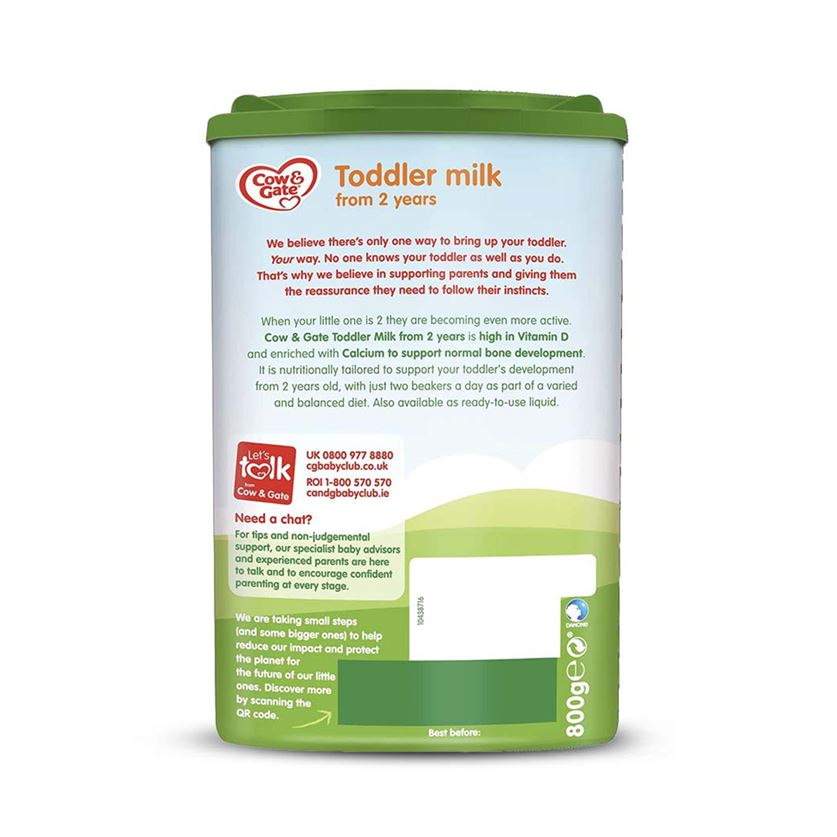 Cow &
Gate®
Toddler milk
from 2 years
We believe there's only one way to bring up your toddler.
Your way. No one knows your toddler as well as you do.
That's why we believe in supporting parents and giving them
the reassurance they need to follow their instincts.
When your little one is 2 they are becoming even more active.
Cow & Gate Toddler Milk from 2 years is high in Vitamin D
and enriched with Calcium to support normal bone development.
It is nutritionally tailored to support your toddler's development
from 2 years old, with just two beakers a day as part of a varied
and balanced diet. Also available as ready-to-use liquid.
Let's
talk
from
Cow & Gate
UK 0800 977 8880
cgbabyclub.co.uk
ROI 1-800 570 570
candgbabyclub.ie
Need a chat?
For tips and non-judgemental
support, our specialist baby advisors
and experienced parents are here
to talk and to encourage confident
parenting at every stage.
We are taking small steps
(and some bigger ones) to help
reduce our impact and protect
the planet for
the future of our little
ones. Discover more
by scanning the
QR code.
10438716
DANONE
800g℮
Best before: